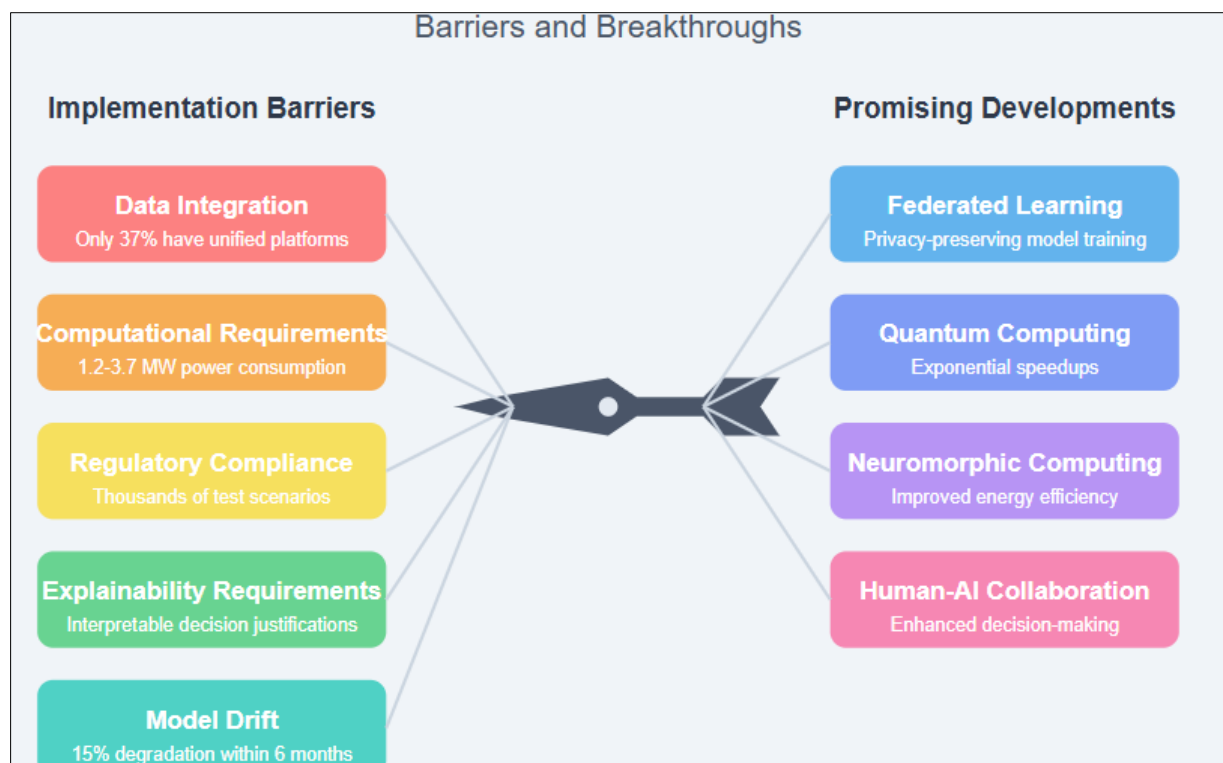 Barriers and Breakthroughs
Implementation Barriers
Data Integration
Only 37% have unified platforms
Computational Requirements
1.2-3.7 MW power consumption
Regulatory Compliance
Thousands of test scenarios
Explainability Requirements
Interpretable decision justifications
Model Drift
15% degradation within 6 months
Promising Developments
Federated Learning
Privacy-preserving model training
Quantum Computing
Exponential speedups
Neuromorphic Computing
Improved energy efficiency
Human-AI Collaboration
Enhanced decision-making